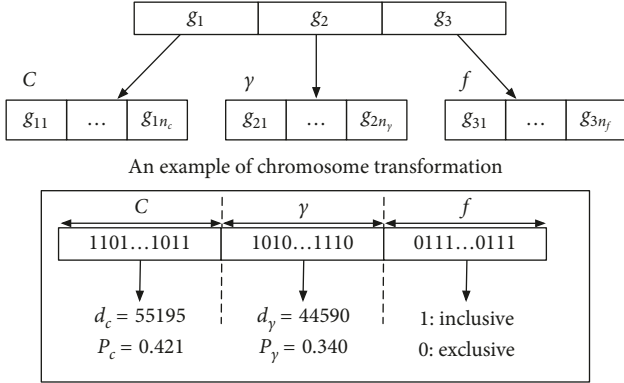 g1 g2 g3
C γ f
g11 … g1nc g21 … g2nγ g31 … g3nf
An example of chromosome transformation
C γ f
1101…1011 1010…1110 0111…0111
dc = 55195 dγ = 44590 1: inclusive
Pc = 0.421 Pγ = 0.340 0: exclusive